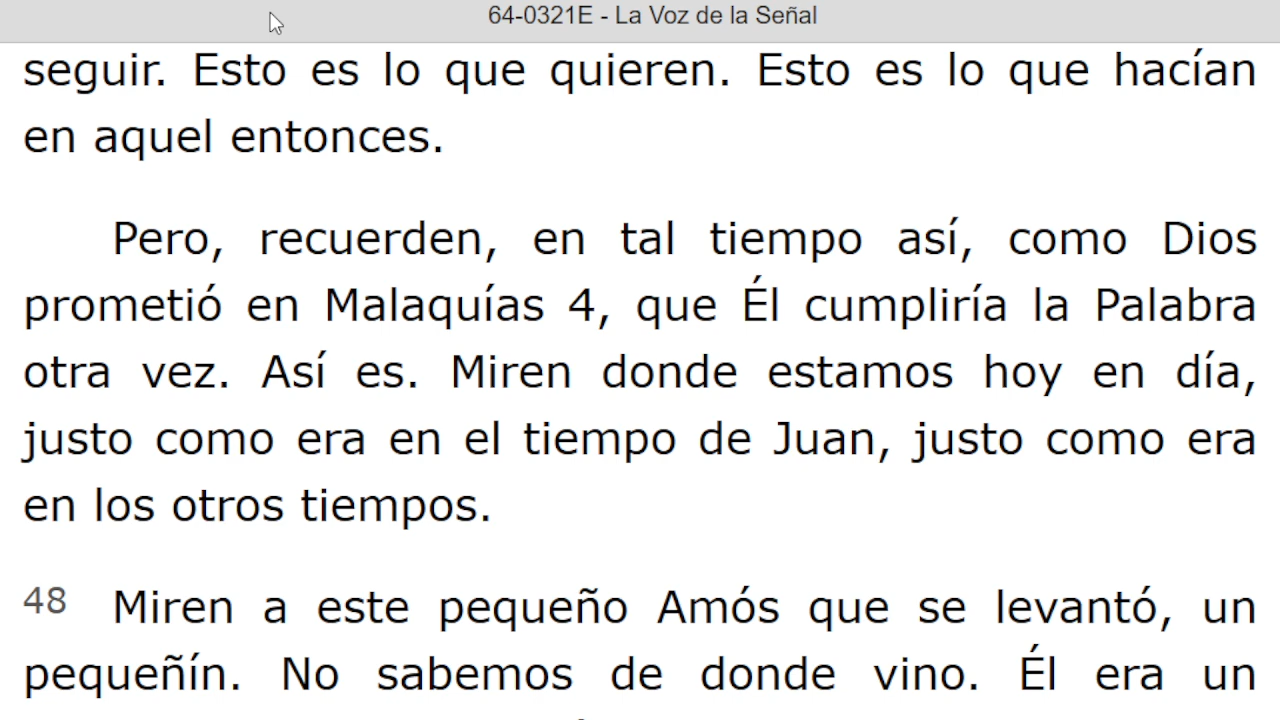 64-0321E - La Voz de la Señal
seguir. Esto es lo que quieren. Esto es lo que hacían
en aquel entonces.
Pero, recuerden, en tal tiempo así, como Dios
prometió en Malaquías 4, que Él cumpliría la Palabra
otra vez. Así es. Miren donde estamos hoy en día,
justo como era en el tiempo de Juan, justo como era
en los otros tiempos.
48 Miren a este pequeño Amós que se levantó, un
pequeñín. No sabemos de donde vino. Él era un